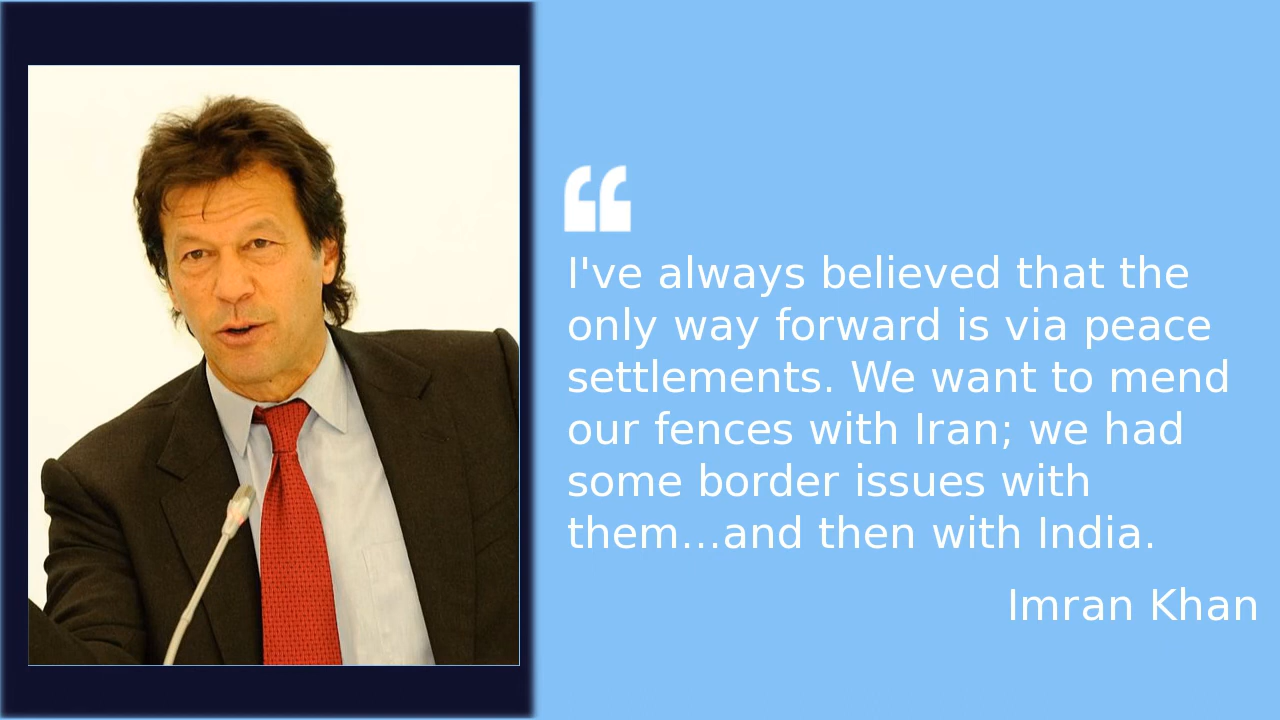 “
I've always believed that the
only way forward is via peace
settlements. We want to mend
our fences with Iran; we had
some border issues with
them...and then with India.
Imran Khan